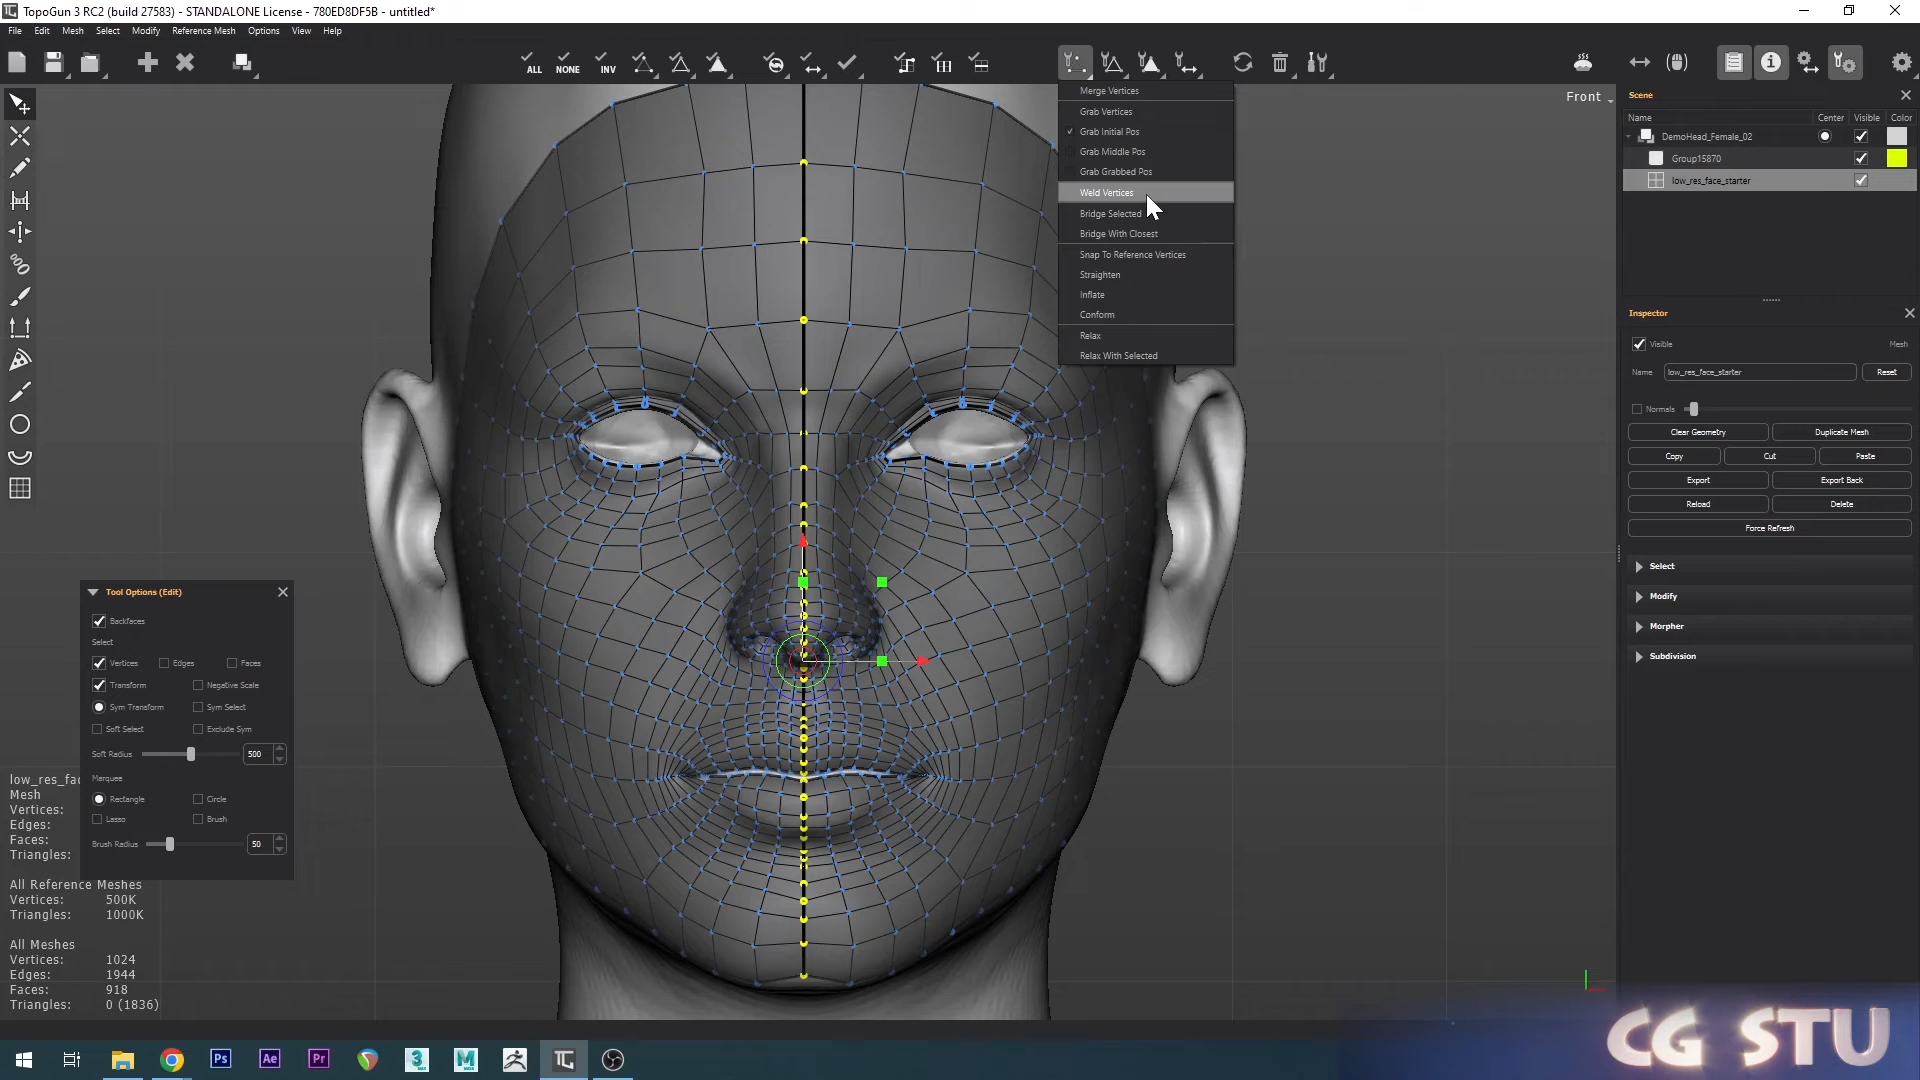 TopoGun 3 RC2 (build 27583) - STANDALONE License - 780ED8DF5B - untitled*
File Edit Mesh Select Modify Reference Mesh Options View Help
ALL NONE INV
Front
Merge Vertices
Grab Vertices
Grab Initial Pos
Grab Middle Pos
Grab Grabbed Pos
Weld Vertices
Bridge Selected
Bridge With Closest
Snap To Reference Vertices
Straighten
Inflate
Conform
Relax
Relax With Selected
Scene
Name Center Visible Color
DemoHead_Female_02
Group15870
low_res_face_starter
Inspector
Visible Mesh
Name low_res_face_starter Reset
Normals
Clear Geometry Duplicate Mesh
Copy Cut Paste
Export Export Back
Reload Delete
Force Refresh
Select
Modify
Morpher
Subdivision
Tool Options (Edit)
Backfaces
Select
Vertices Edges Faces
Transform Negative Scale
Sym Transform Sym Select
Soft Select Exclude Sym
Soft Radius 500
Marquee
Rectangle Circle
Lasso Brush
Brush Radius 50
low_res_fac
Mesh
Vertices:
Edges:
Faces:
Triangles:
All Reference Meshes
Vertices: 500K
Triangles: 1000K
All Meshes
Vertices: 1024
Edges: 1944
Faces: 918
Triangles: 0 (1836)
CG STU
Ps Ae Pr 3 M TG